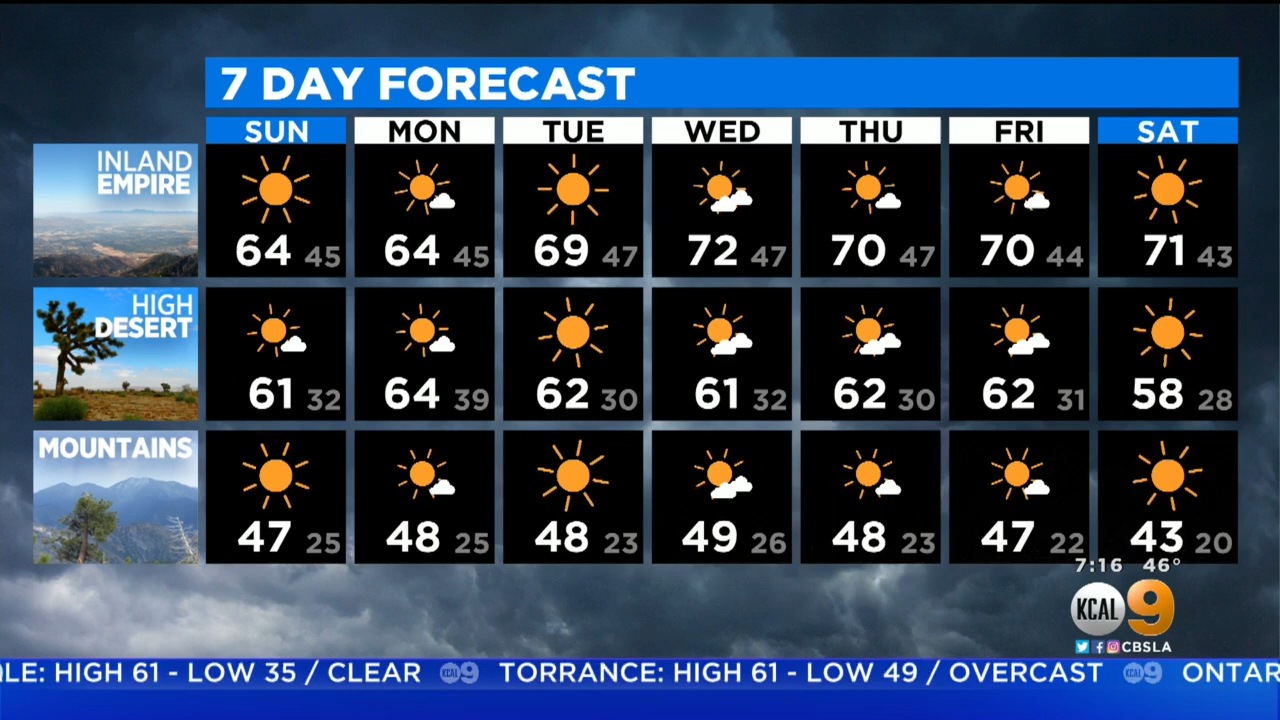 7 DAY FORECAST
SUN MON TUE WED THU FRI SAT
INLAND
EMPIRE
64 45 64 45 69 47 72 47 70 47 70 44 71 43
HIGH
DESERT
61 32 64 39 62 30 61 32 62 30 62 31 58 28
MOUNTAINS
47 25 48 25 48 23 49 26 48 23 47 22 43 20
7:16 46°
KCAL 9
CBSLA
LE: HIGH 61 - LOW 35 / CLEAR KCAL 9 TORRANCE: HIGH 61 - LOW 49 / OVERCAST KCAL 9 ONTAR